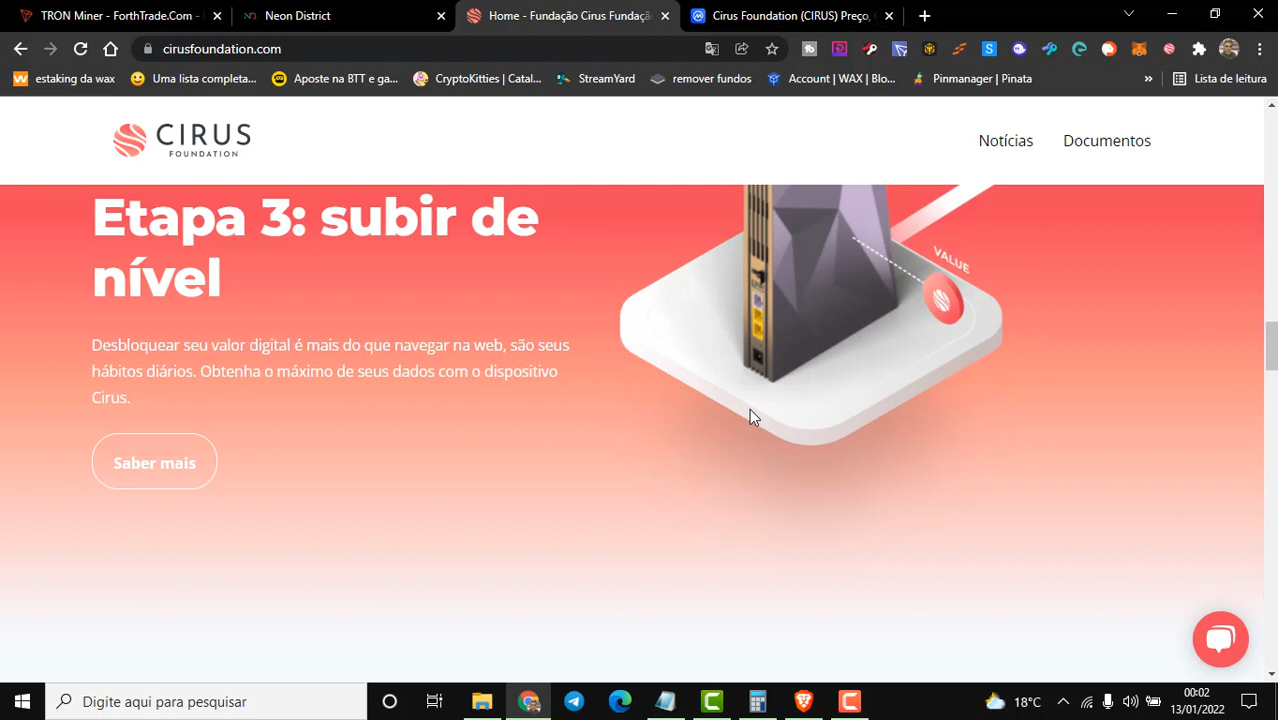 TRON Miner - ForthTrade.Com -
Neon District
Home - Fundação Cirus Fundaçã
Cirus Foundation (CIRUS) Preço,
cirusfoundation.com
estaking da wax
Uma lista completa...
Aposte na BTT e ga...
CryptoKitties | Catal...
StreamYard
remover fundos
Account | WAX | Blo...
Pinmanager | Pinata
»
Lista de leitura
CIRUS
FOUNDATION
Notícias
Documentos
Etapa 3: subir de
nível
VALUE
Desbloquear seu valor digital é mais do que navegar na web, são seus
hábitos diários. Obtenha o máximo de seus dados com o dispositivo
Cirus.
Saber mais
Digite aqui para pesquisar
18°C
00:02
13/01/2022